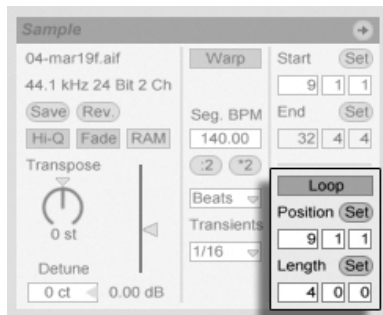 Sample
04-mar19f.aif
44.1 kHz 24 Bit 2 Ch
Save Rev.
Hi-Q Fade RAM
Transpose
0 st
Detune
0 ct 0.00 dB
Warp
Seg. BPM
140.00
:2 *2
Beats
Transients
1/16
Start Set
9 1 1
End Set
32 4 4
Loop
Position Set
9 1 1
Length Set
4 0 0